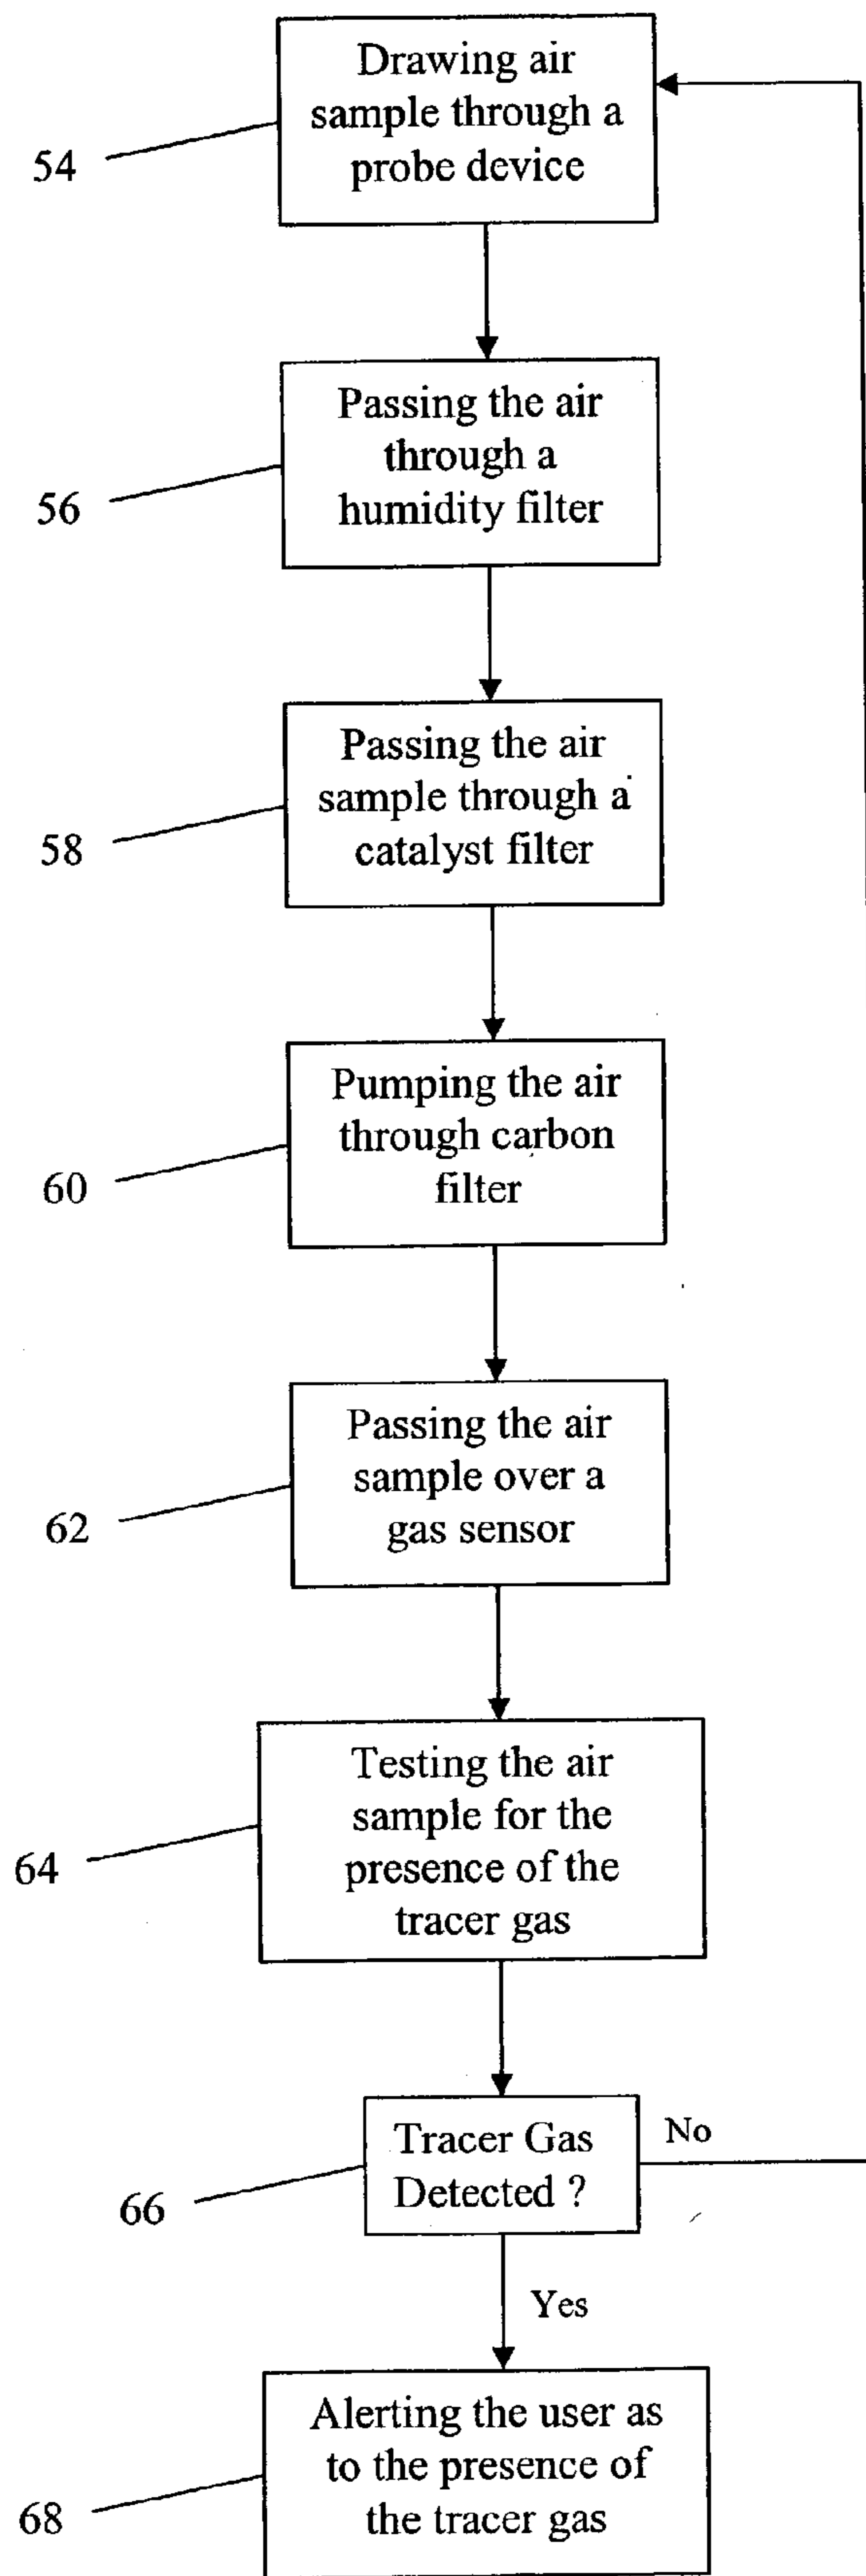 Drawing air
sample through a
probe device
54
Passing the air
through a
humidity filter
56
Passing the air
sample through a
catalyst filter
58
Pumping the air
through carbon
filter
60
Passing the air
sample over a
gas sensor
62
Testing the air
sample for the
presence of the
tracer gas
64
Tracer Gas
Detected ?
No
66
Yes
Alerting the user as
to the presence of
the tracer gas
68